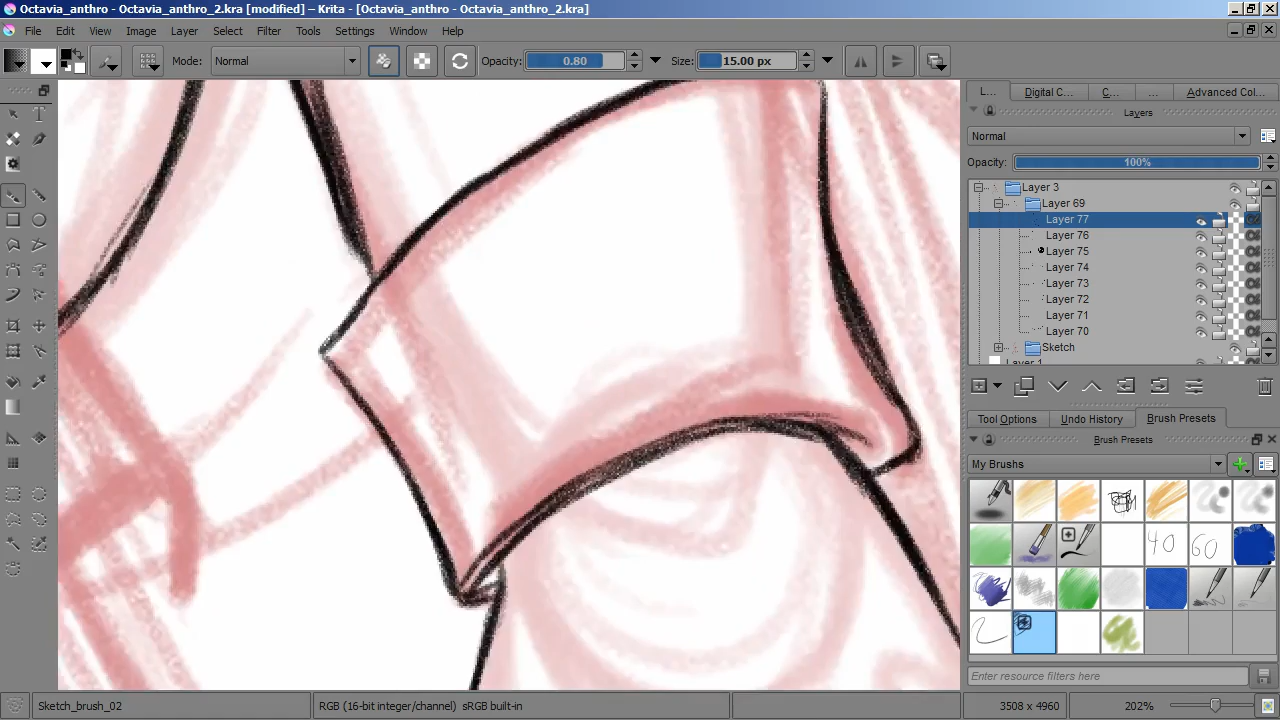 Octavia_anthro - Octavia_anthro_2.kra [modified] – Krita - [Octavia_anthro - Octavia_anthro_2.kra]
File Edit View Image Layer Select Filter Tools Settings Window Help
Mode: Normal Opacity: 0.80 Size: 15.00 px
L... Digital C... C... ... Advanced Col...
Layers
Normal
Opacity: 100%
Layer 3
Layer 69
Layer 77
Layer 76
Layer 75
Layer 74
Layer 73
Layer 72
Layer 71
Layer 70
Sketch
Tool Options Undo History Brush Presets
Brush Presets
My Brushes
40 60
Enter resource filters here
Sketch_brush_02 RGB (16-bit integer/channel) sRGB built-in 3508 x 4960 202%